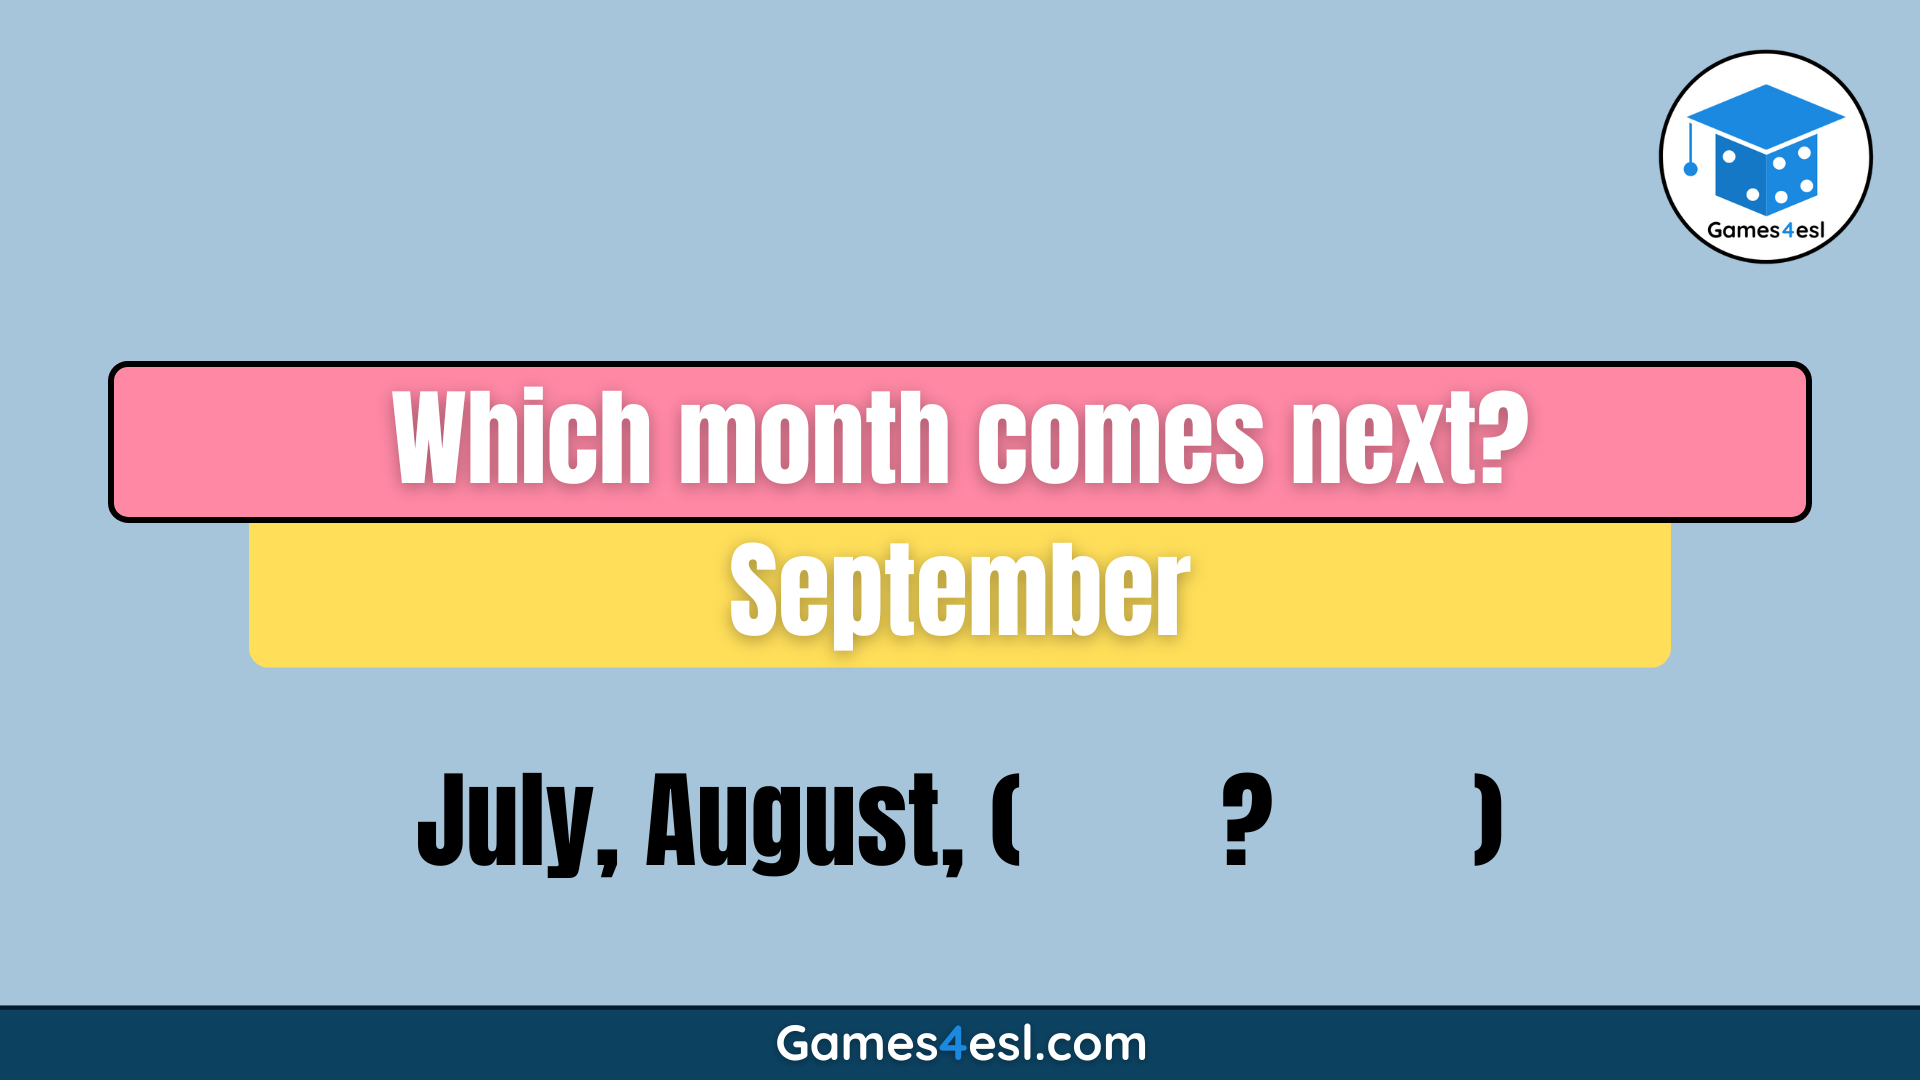 Games4esl
Which month comes next?
September
July, August, ( ? )
Games4esl.com